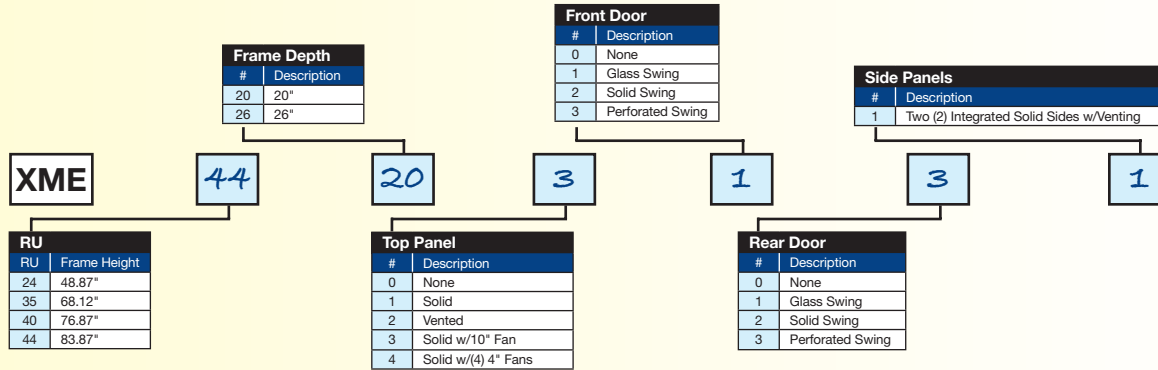 Front Door
# Description
0 None
1 Glass Swing
2 Solid Swing
3 Perforated Swing
Frame Depth
# Description
20 20"
26 26"
Side Panels
# Description
1 Two (2) Integrated Solid Sides w/Venting
XME 44 20 3 1 3 1
RU
RU Frame Height
24 48.87"
35 68.12"
40 76.87"
44 83.87"
Top Panel
# Description
0 None
1 Solid
2 Vented
3 Solid w/10" Fan
4 Solid w/(4) 4" Fans
Rear Door
# Description
0 None
1 Glass Swing
2 Solid Swing
3 Perforated Swing